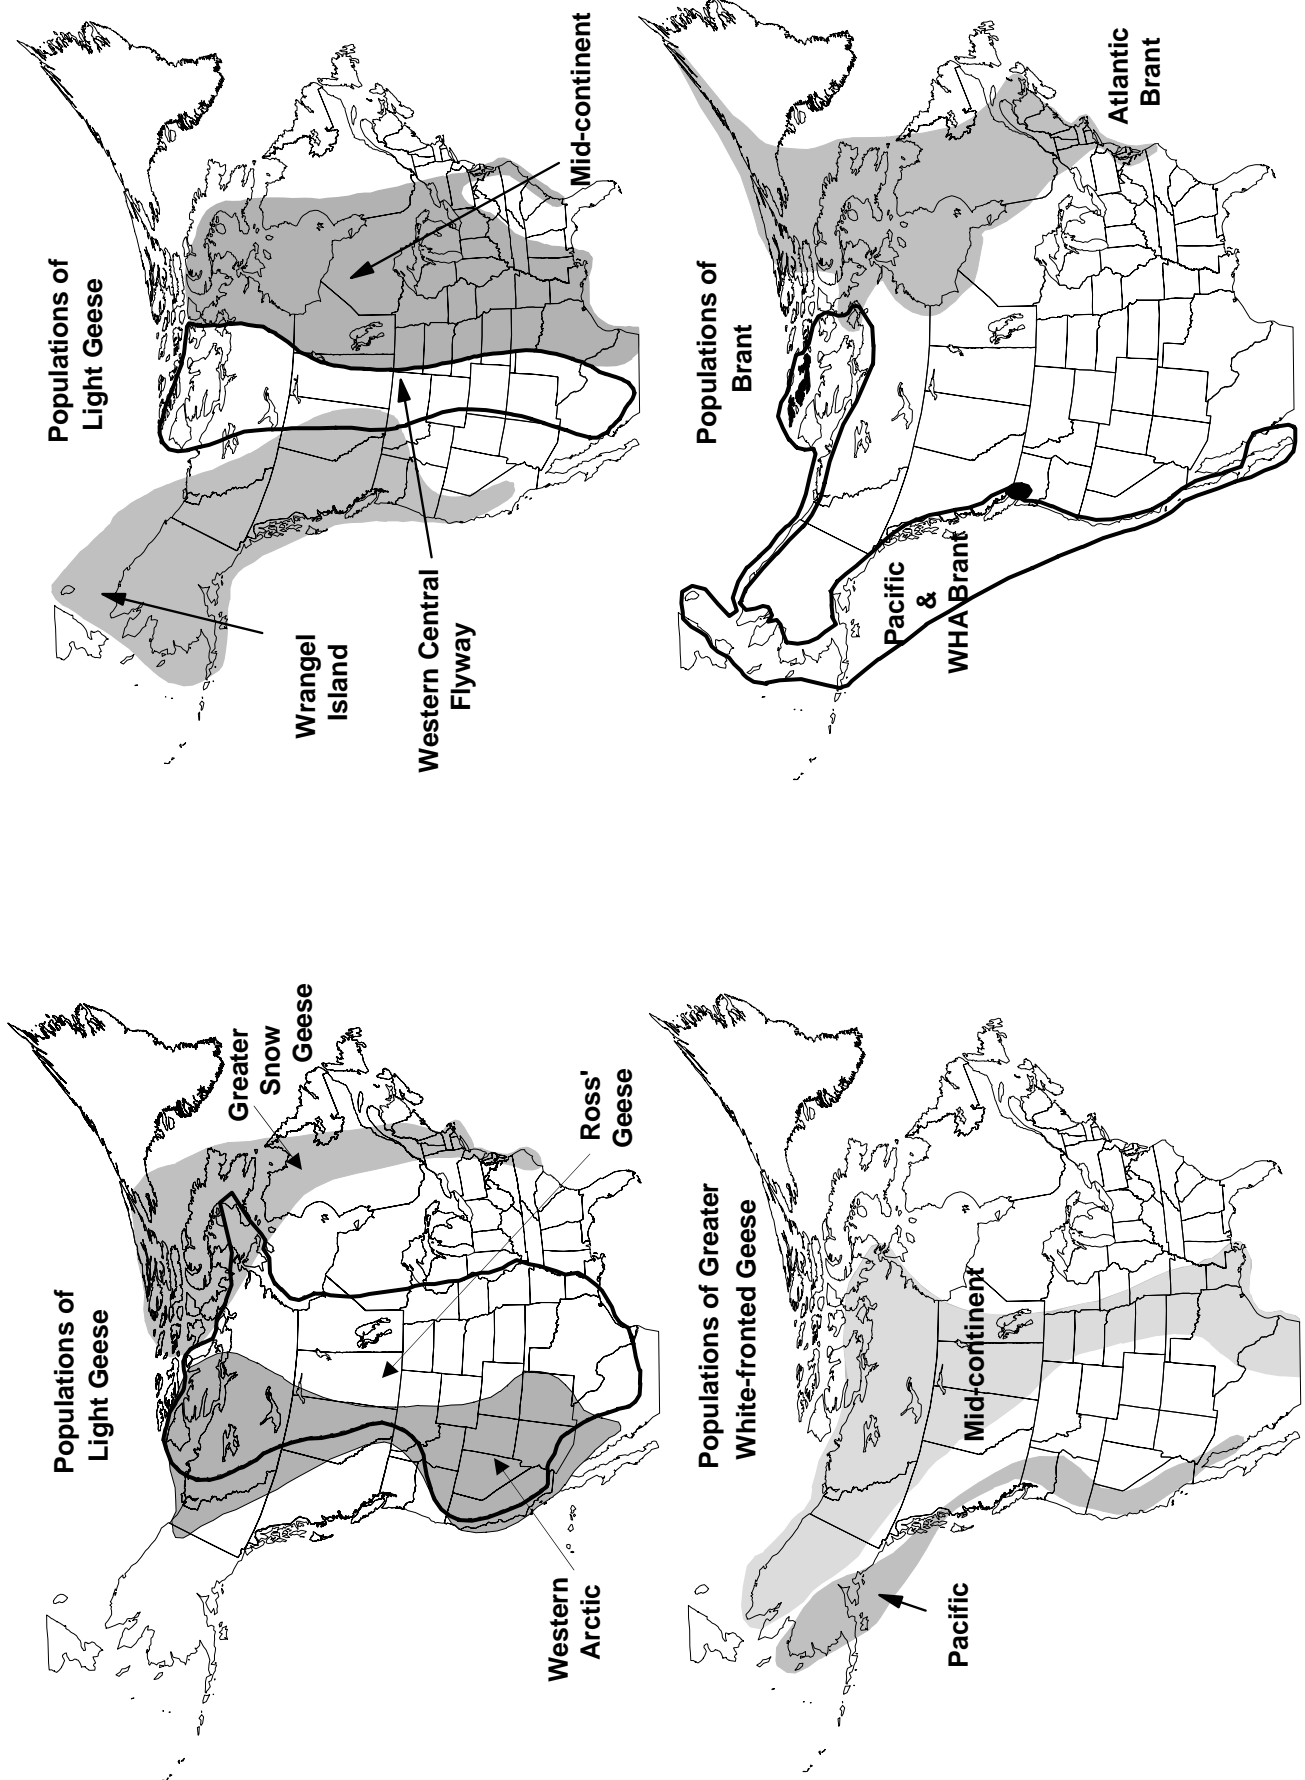 Populations of
Light Geese
Greater
Snow
Geese
Western
Arctic
Ross'
Geese
Populations of
Light Geese
Wrangel
Island
Western Central
Flyway
Mid-continent
Populations of Greater
White-fronted Geese
Mid-continent
Pacific
Populations of
Brant
Pacific
&
WHA Brant
Atlantic
Brant